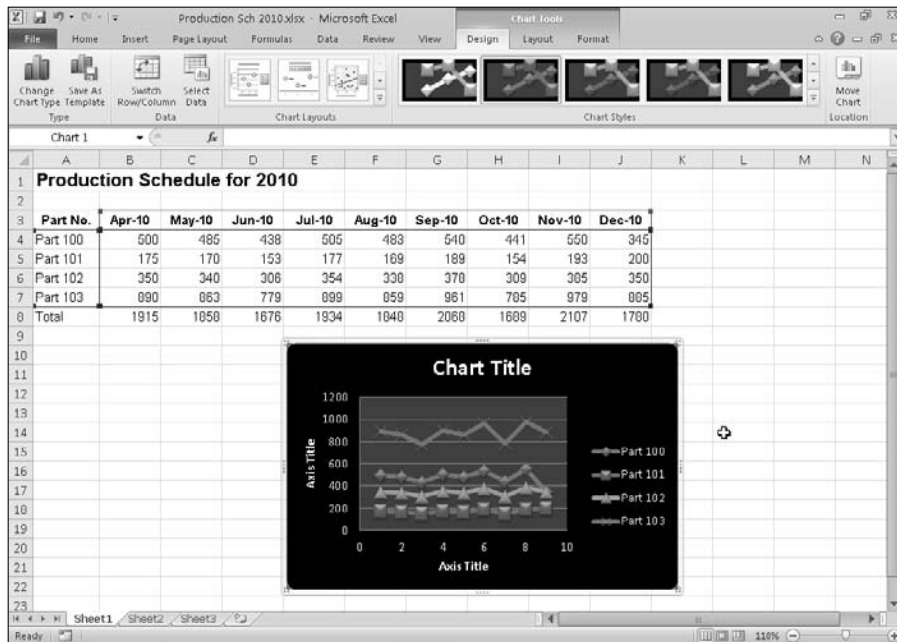 Production Sch 2010.xlsx - Microsoft Excel
Chart Tools
File Home Insert Page Layout Formulas Data Review View Design Layout Format
Change Chart Type
Save As Template
Switch Row/Column
Select Data
Move Chart
Type Data Chart Layouts Chart Styles Location
Chart 1 fx
A B C D E F G H I J K L M N
1 Production Schedule for 2010
2
3 Part No. Apr-10 May-10 Jun-10 Jul-10 Aug-10 Sep-10 Oct-10 Nov-10 Dec-10
4 Part 100 500 485 438 505 483 540 441 550 345
5 Part 101 175 170 153 177 169 189 154 193 200
6 Part 102 350 340 306 354 338 378 309 385 350
7 Part 103 890 863 779 899 859 961 785 979 885
8 Total 1915 1858 1676 1934 1848 2068 1689 2107 1780
9
10
11
12
13
14
15
16
17
18
19
20
21
22
23
Chart Title
1200
1000
800
600
400
200
0
Axis Title
0 2 4 6 8 10
Axis Title
Part 100
Part 101
Part 102
Part 103
Sheet1 Sheet2 Sheet3
Ready 110%